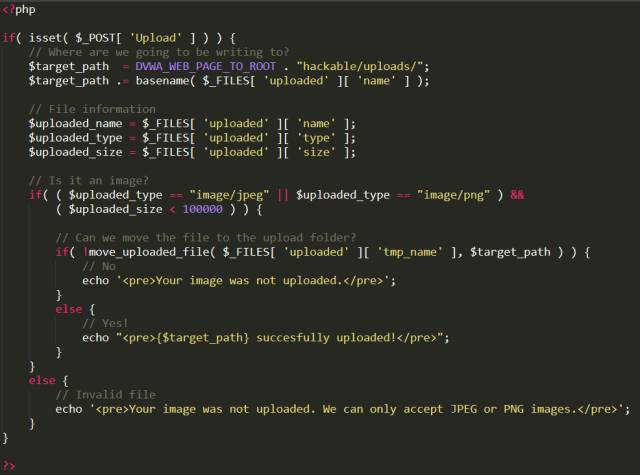 <?php
if( isset( $_POST[ 'Upload' ] ) ) {
// Where are we going to be writing to?
$target_path  = DVWA_WEB_PAGE_TO_ROOT . "hackable/uploads/";
$target_path .= basename( $_FILES[ 'uploaded' ][ 'name' ] );
// File information
$uploaded_name = $_FILES[ 'uploaded' ][ 'name' ];
$uploaded_type = $_FILES[ 'uploaded' ][ 'type' ];
$uploaded_size = $_FILES[ 'uploaded' ][ 'size' ];
// Is it an image?
if( ( $uploaded_type == "image/jpeg" || $uploaded_type == "image/png" ) &&
( $uploaded_size < 100000 ) ) {
// Can we move the file to the upload folder?
if( !move_uploaded_file( $_FILES[ 'uploaded' ][ 'tmp_name' ], $target_path ) ) {
// No
echo '<pre>Your image was not uploaded.</pre>';
}
else {
// Yes!
echo "<pre>{$target_path} succesfully uploaded!</pre>";
}
}
else {
// Invalid file
echo '<pre>Your image was not uploaded. We can only accept JPEG or PNG images.</pre>';
}
}
?>